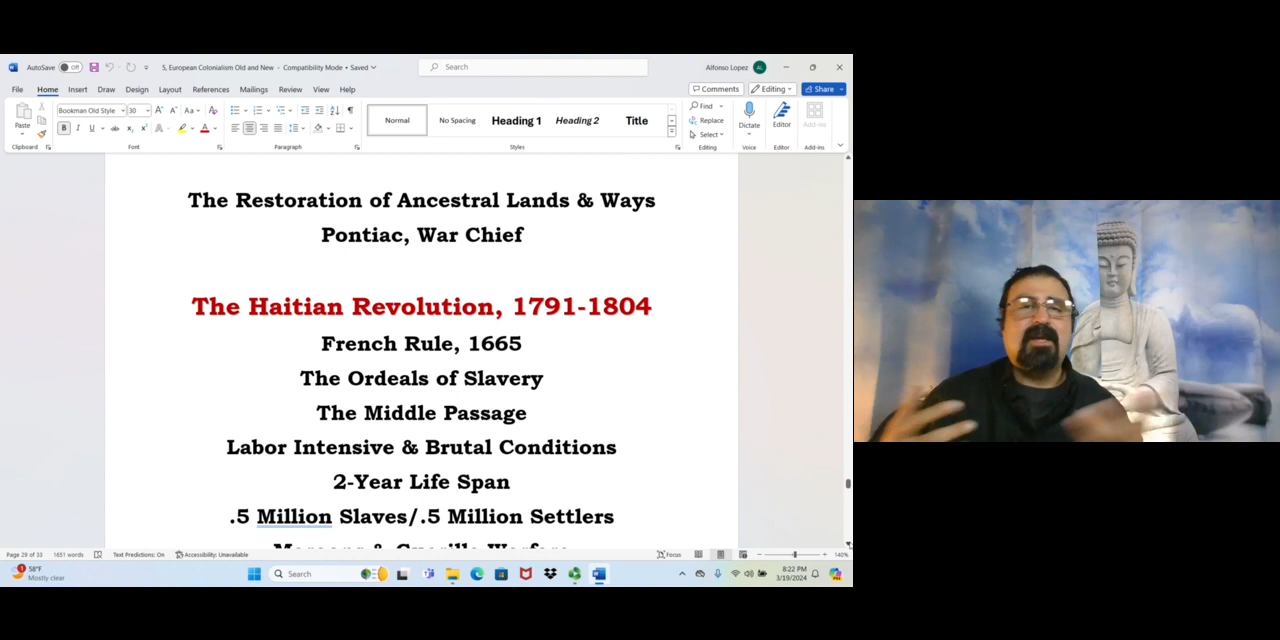 AutoSave Off 5, European Colonialism Old and New - Compatibility Mode • Saved Search Alfonso Lopez AL
File Home Insert Draw Design Layout References Mailings Review View Help Comments Editing Share
Paste Bookman Old Style 30 Normal No Spacing Heading 1 Heading 2 Title Find Replace Select Dictate Editor Add-ins
Clipboard Font Paragraph Styles Editing Voice Editor Add-ins
The Restoration of Ancestral Lands & Ways
Pontiac, War Chief
The Haitian Revolution, 1791-1804
French Rule, 1665
The Ordeals of Slavery
The Middle Passage
Labor Intensive & Brutal Conditions
2-Year Life Span
.5 Million Slaves/.5 Million Settlers
Page 29 of 33 1651 words Text Predictions: On Accessibility: Unavailable Focus 140%
1 58°F
Mostly clear
Search
8:22 PM
3/19/2024